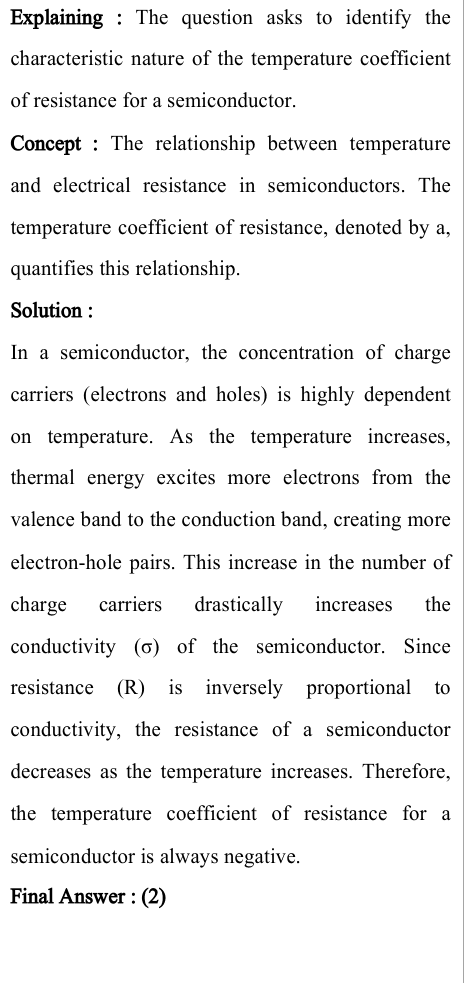 Explaining : The question asks to identify the
characteristic nature of the temperature coefficient
of resistance for a semiconductor.
Concept : The relationship between temperature
and electrical resistance in semiconductors. The
temperature coefficient of resistance, denoted by a,
quantifies this relationship.
Solution :
In a semiconductor, the concentration of charge
carriers (electrons and holes) is highly dependent
on temperature. As the temperature increases,
thermal energy excites more electrons from the
valence band to the conduction band, creating more
electron-hole pairs. This increase in the number of
charge carriers drastically increases the
conductivity (σ) of the semiconductor. Since
resistance (R) is inversely proportional to
conductivity, the resistance of a semiconductor
decreases as the temperature increases. Therefore,
the temperature coefficient of resistance for a
semiconductor is always negative.
Final Answer : (2)